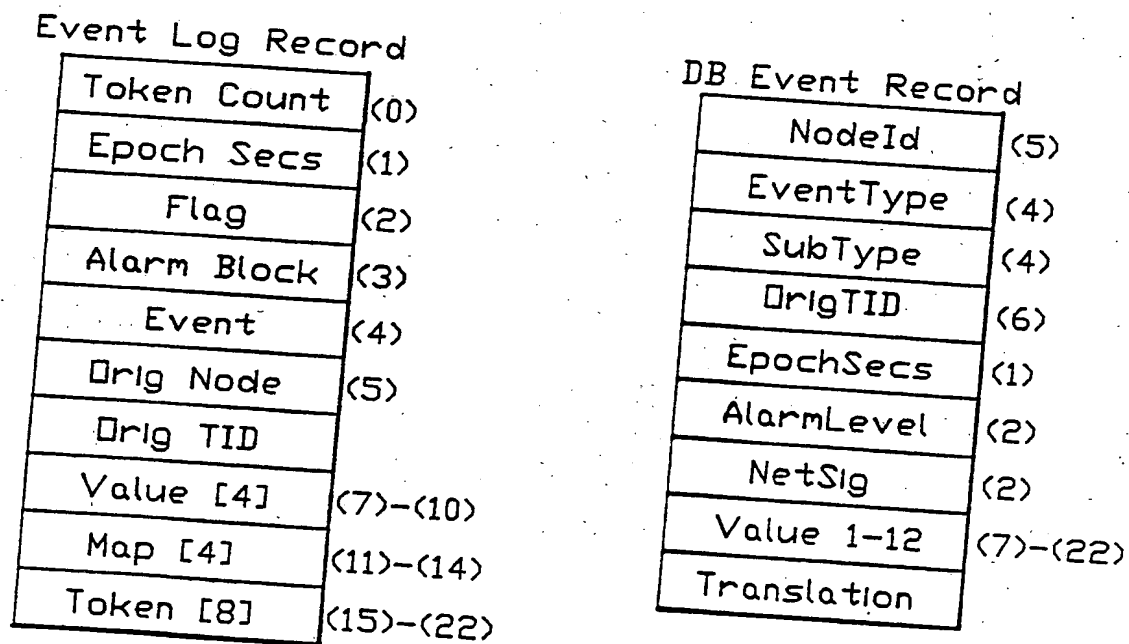 Event Log Record
Token Count (0)
Epoch Secs (1)
Flag (2)
Alarm Block (3)
Event (4)
Orig Node (5)
Orig TID
Value [4] (7)-(10)
Map [4] (11)-(14)
Token [8] (15)-(22)
DB Event Record
NodeId (5)
EventType (4)
SubType (4)
OrigTID (6)
EpochSecs (1)
AlarmLevel (2)
NetSig (2)
Value 1-12 (7)-(22)
Translation